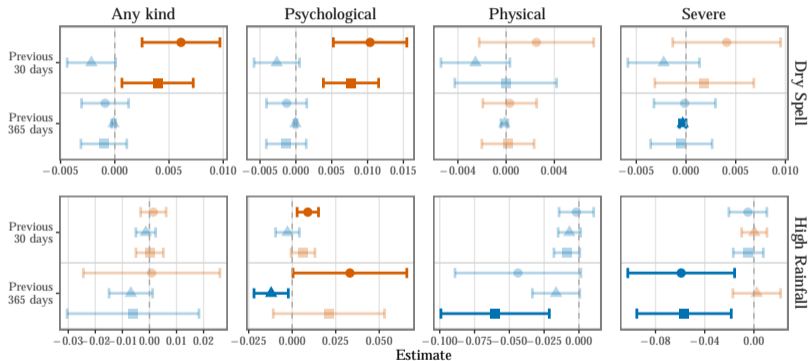 Any kind Psychological Physical Severe
Previous
30 days
Previous
365 days
Dry Spell
−0.005 0.000 0.005 0.010 −0.005 0.000 0.005 0.010 0.015 −0.004 0.000 0.004 −0.005 0.000 0.005 0.010
Previous
30 days
Previous
365 days
High Rainfall
−0.03 −0.02 −0.01 0.00 0.01 0.02 −0.025 0.000 0.025 0.050 −0.100 −0.075 −0.050 −0.025 0.000 −0.08 −0.04 0.00
Estimate